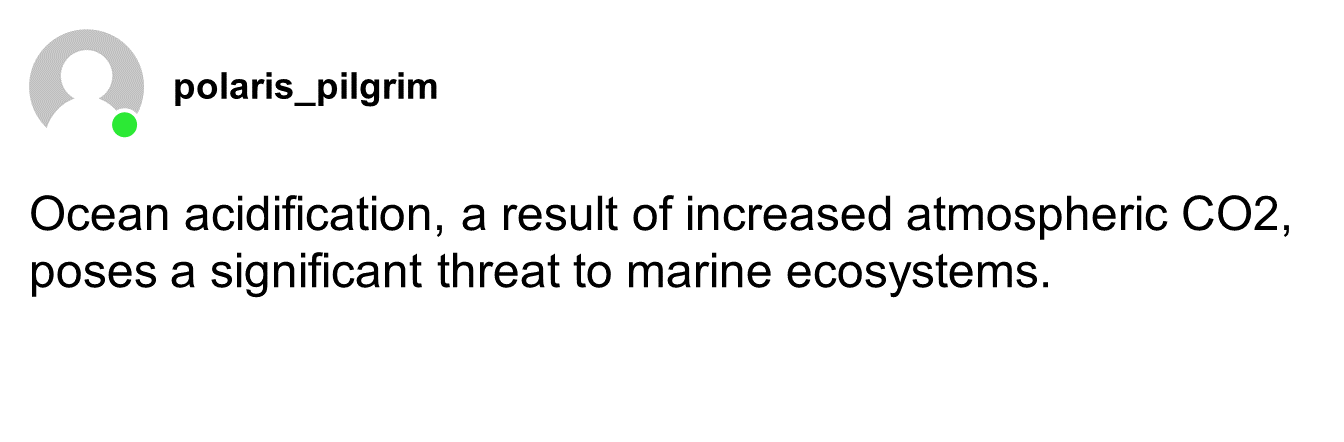 polaris_pilgrim
Ocean acidification, a result of increased atmospheric CO2,
poses a significant threat to marine ecosystems.